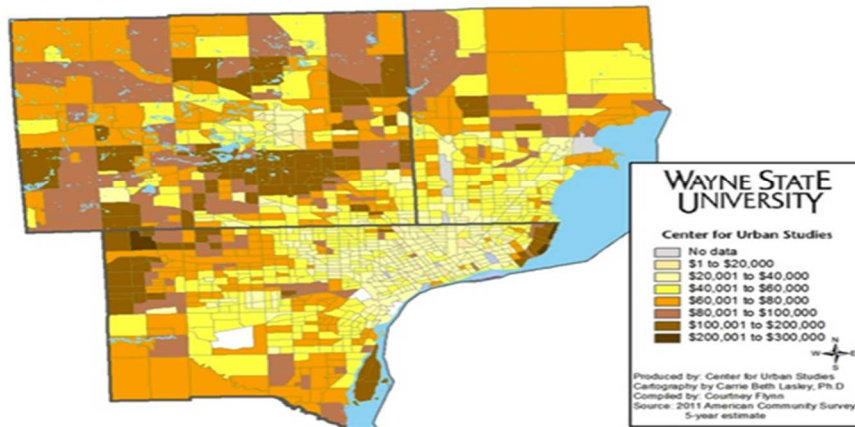 WAYNE STATE
UNIVERSITY
Center for Urban Studies
No data
$1 to $20,000
$20,001 to $40,000
$40,001 to $60,000
$60,001 to $80,000
$80,001 to $100,000
$100,001 to $200,000
$200,001 to $300,000
N
W E
S
Produced by: Center for Urban Studies
Cartography by Carrie Beth Lasley, Ph.D
Compiled by: Courtney Flynn
Source: 2011 American Community Survey
5-year estimate